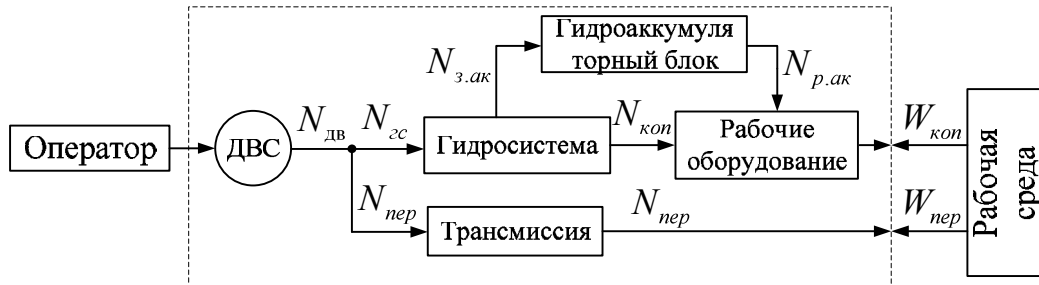 Оператор
ДВС
N дв
N гс
N пер
Гидросистема
Трансмиссия
N з.ак
Гидроаккумуля
торный блок
N р.ак
N коп
Рабочие
оборудование
N пер
W коп
W пер
Рабочая
среда